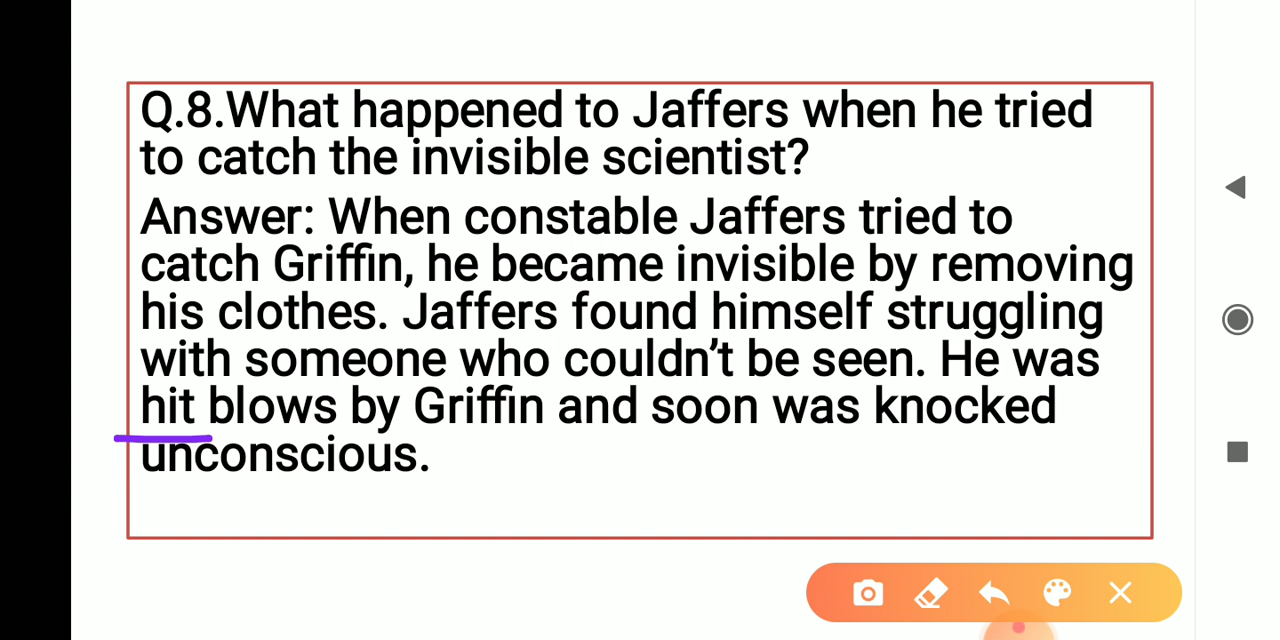 Q.8.What happened to Jaffers when he tried
to catch the invisible scientist?
Answer: When constable Jaffers tried to
catch Griffin, he became invisible by removing
his clothes. Jaffers found himself struggling
with someone who couldn’t be seen. He was
hit blows by Griffin and soon was knocked
unconscious.